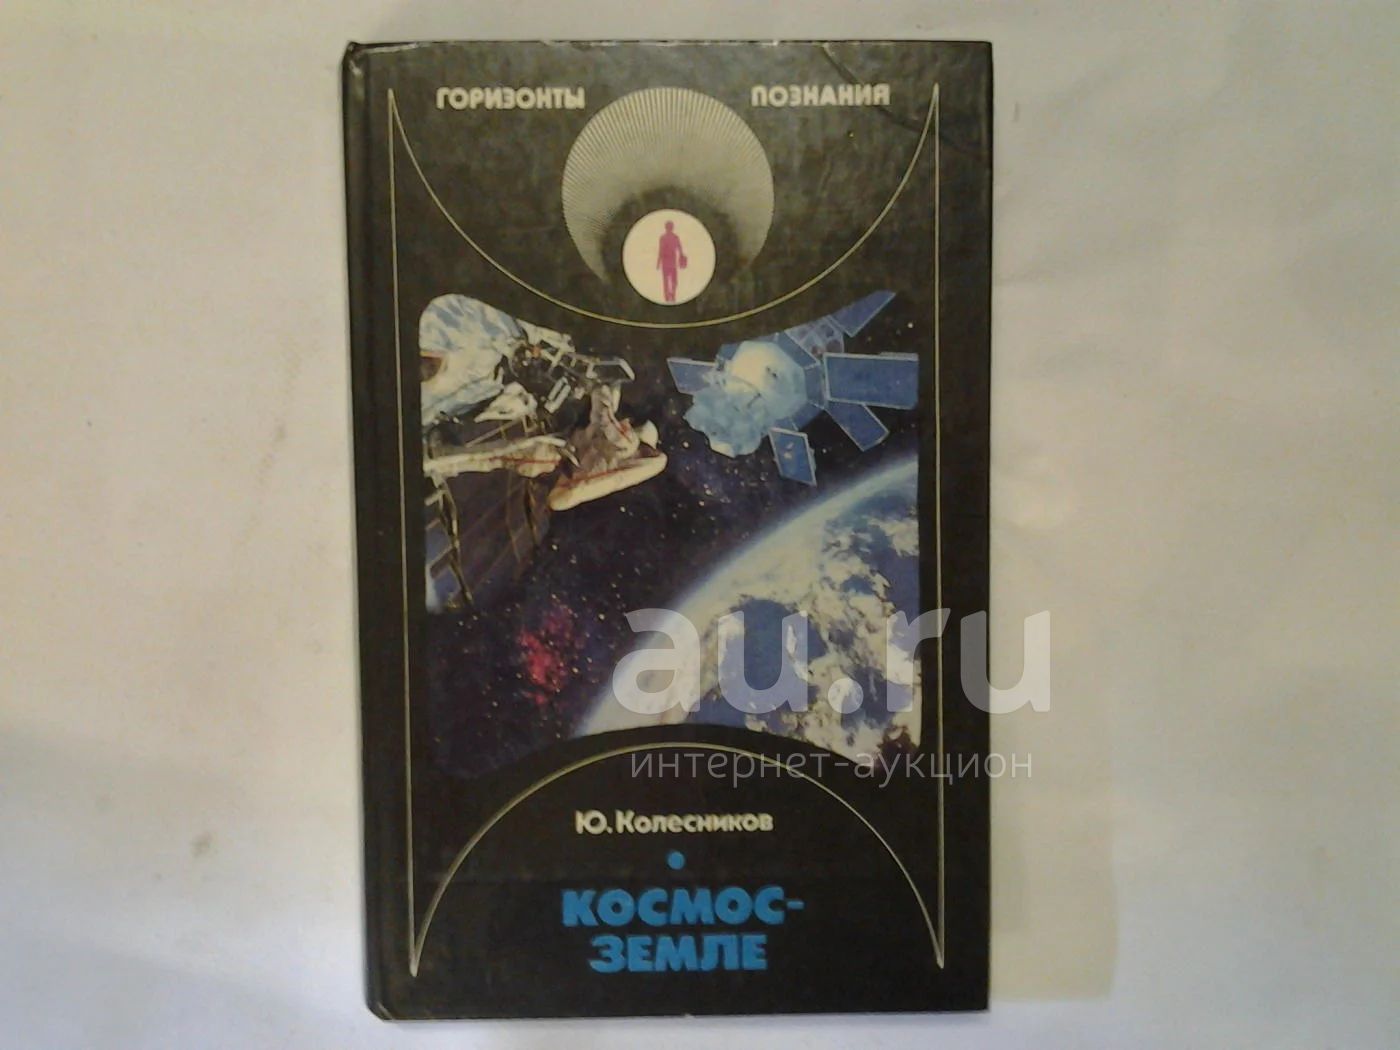 ГОРИЗОНТЫ ПОЗНАНИЯ
au.ru
интернет-аукцион
Ю. Колесников
КОСМОС-
ЗЕМЛЕ